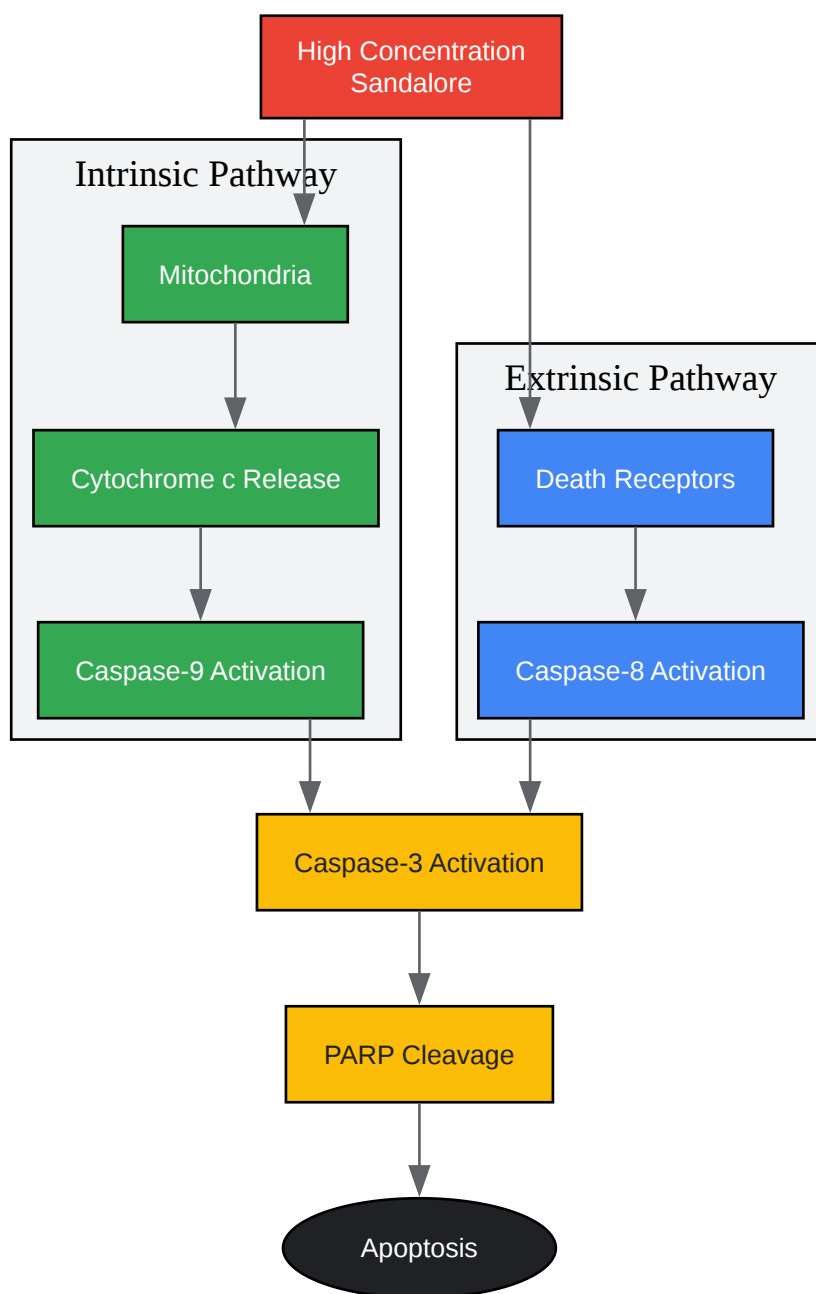 High Concentration
Sandalore
Intrinsic Pathway
Mitochondria
Extrinsic Pathway
Cytochrome c Release
Death Receptors
Caspase-9 Activation
Caspase-8 Activation
Caspase-3 Activation
PARP Cleavage
Apoptosis